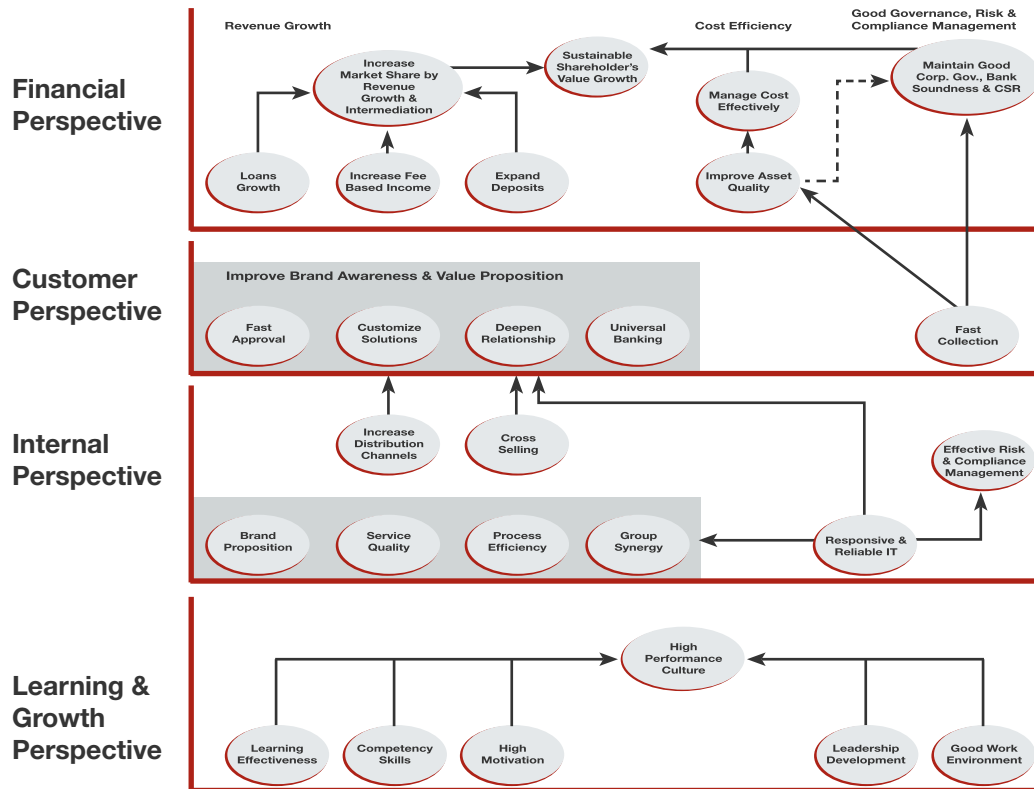 Financial
Perspective
Revenue Growth
Cost Efficiency
Good Governance, Risk &
Compliance Management
Increase
Market Share by
Revenue
Growth &
Intermediation
Sustainable
Shareholder's
Value Growth
Manage Cost
Effectively
Maintain Good
Corp. Gov., Bank
Soundness & CSR
Loans
Growth
Increase Fee
Based Income
Expand
Deposits
Improve Asset
Quality
Customer
Perspective
Improve Brand Awareness & Value Proposition
Fast
Approval
Customize
Solutions
Deepen
Relationship
Universal
Banking
Fast
Collection
Internal
Perspective
Increase
Distribution
Channels
Cross
Selling
Effective Risk
& Compliance
Management
Brand
Proposition
Service
Quality
Process
Efficiency
Group
Synergy
Responsive &
Reliable IT
Learning &
Growth
Perspective
High
Performance
Culture
Learning
Effectiveness
Competency
Skills
High
Motivation
Leadership
Development
Good Work
Environment